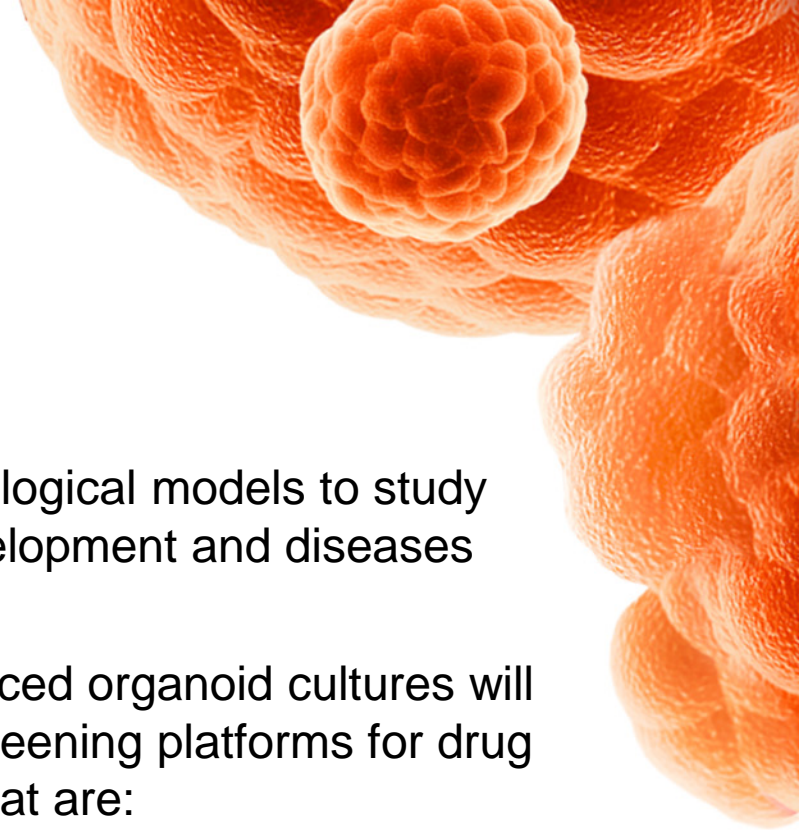 logical models to study
elopment and diseases
ced organoid cultures will
eening platforms for drug
at are: